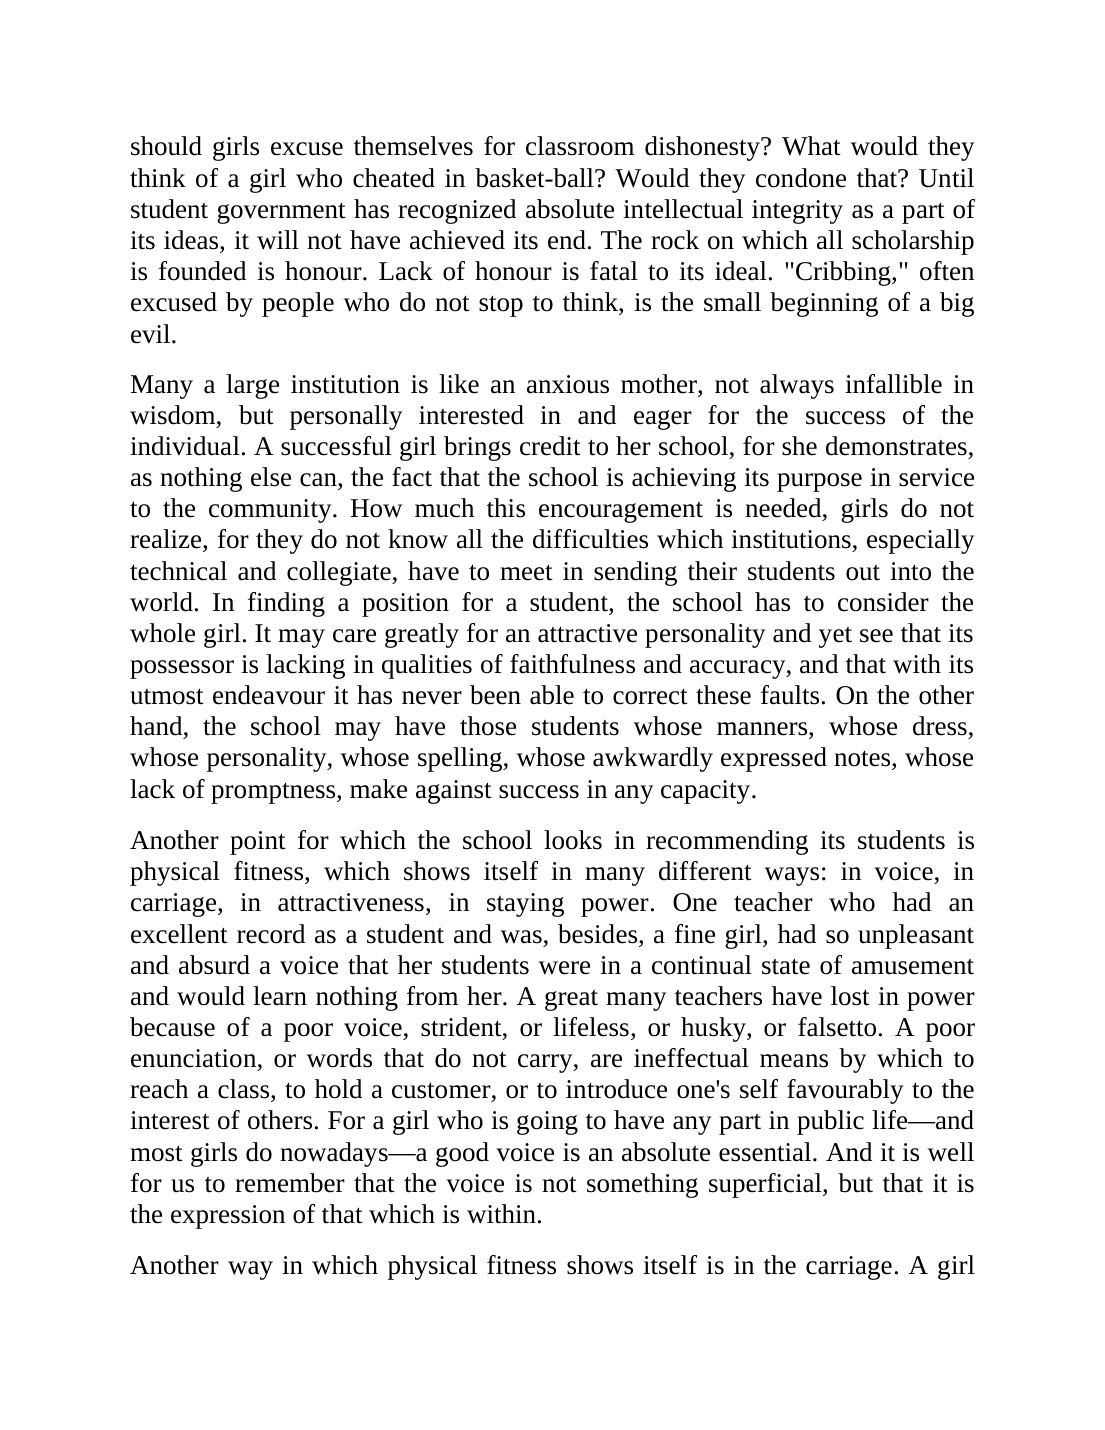 should girls excuse themselves for classroom dishonesty? What would they
think of a girl who cheated in basket-ball? Would they condone that? Until
student government has recognized absolute intellectual integrity as a part of
its ideas, it will not have achieved its end. The rock on which all scholarship
is founded is honour. Lack of honour is fatal to its ideal. "Cribbing," often
excused by people who do not stop to think, is the small beginning of a big
evil.
Many a large institution is like an anxious mother, not always infallible in
wisdom, but personally interested in and eager for the success of the
individual. A successful girl brings credit to her school, for she demonstrates,
as nothing else can, the fact that the school is achieving its purpose in service
to the community. How much this encouragement is needed, girls do not
realize, for they do not know all the difficulties which institutions, especially
technical and collegiate, have to meet in sending their students out into the
world. In finding a position for a student, the school has to consider the
whole girl. It may care greatly for an attractive personality and yet see that its
possessor is lacking in qualities of faithfulness and accuracy, and that with its
utmost endeavour it has never been able to correct these faults. On the other
hand, the school may have those students whose manners, whose dress,
whose personality, whose spelling, whose awkwardly expressed notes, whose
lack of promptness, make against success in any capacity.
Another point for which the school looks in recommending its students is
physical fitness, which shows itself in many different ways: in voice, in
carriage, in attractiveness, in staying power. One teacher who had an
excellent record as a student and was, besides, a fine girl, had so unpleasant
and absurd a voice that her students were in a continual state of amusement
and would learn nothing from her. A great many teachers have lost in power
because of a poor voice, strident, or lifeless, or husky, or falsetto. A poor
enunciation, or words that do not carry, are ineffectual means by which to
reach a class, to hold a customer, or to introduce one's self favourably to the
interest of others. For a girl who is going to have any part in public life—and
most girls do nowadays—a good voice is an absolute essential. And it is well
for us to remember that the voice is not something superficial, but that it is
the expression of that which is within.
Another way in which physical fitness shows itself is in the carriage. A girl